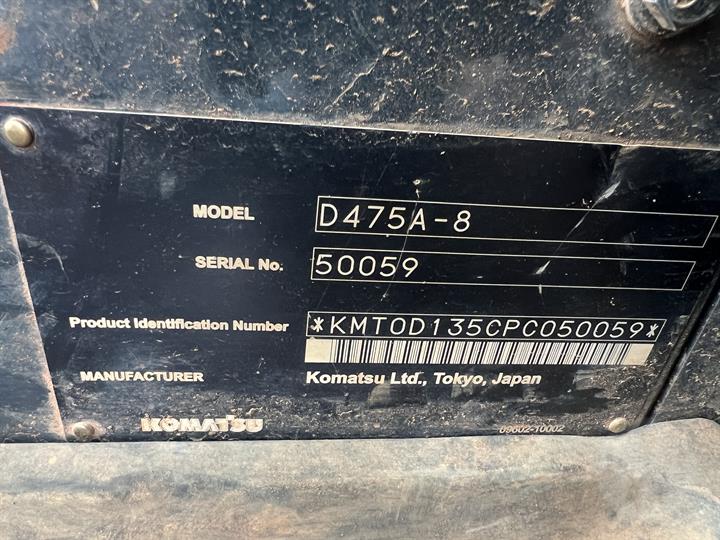 MODEL D475A-8
SERIAL No. 50059
Product Identification Number *KMT0D135CPC050059*
MANUFACTURER Komatsu Ltd., Tokyo, Japan
KOMATSU 09602-10002